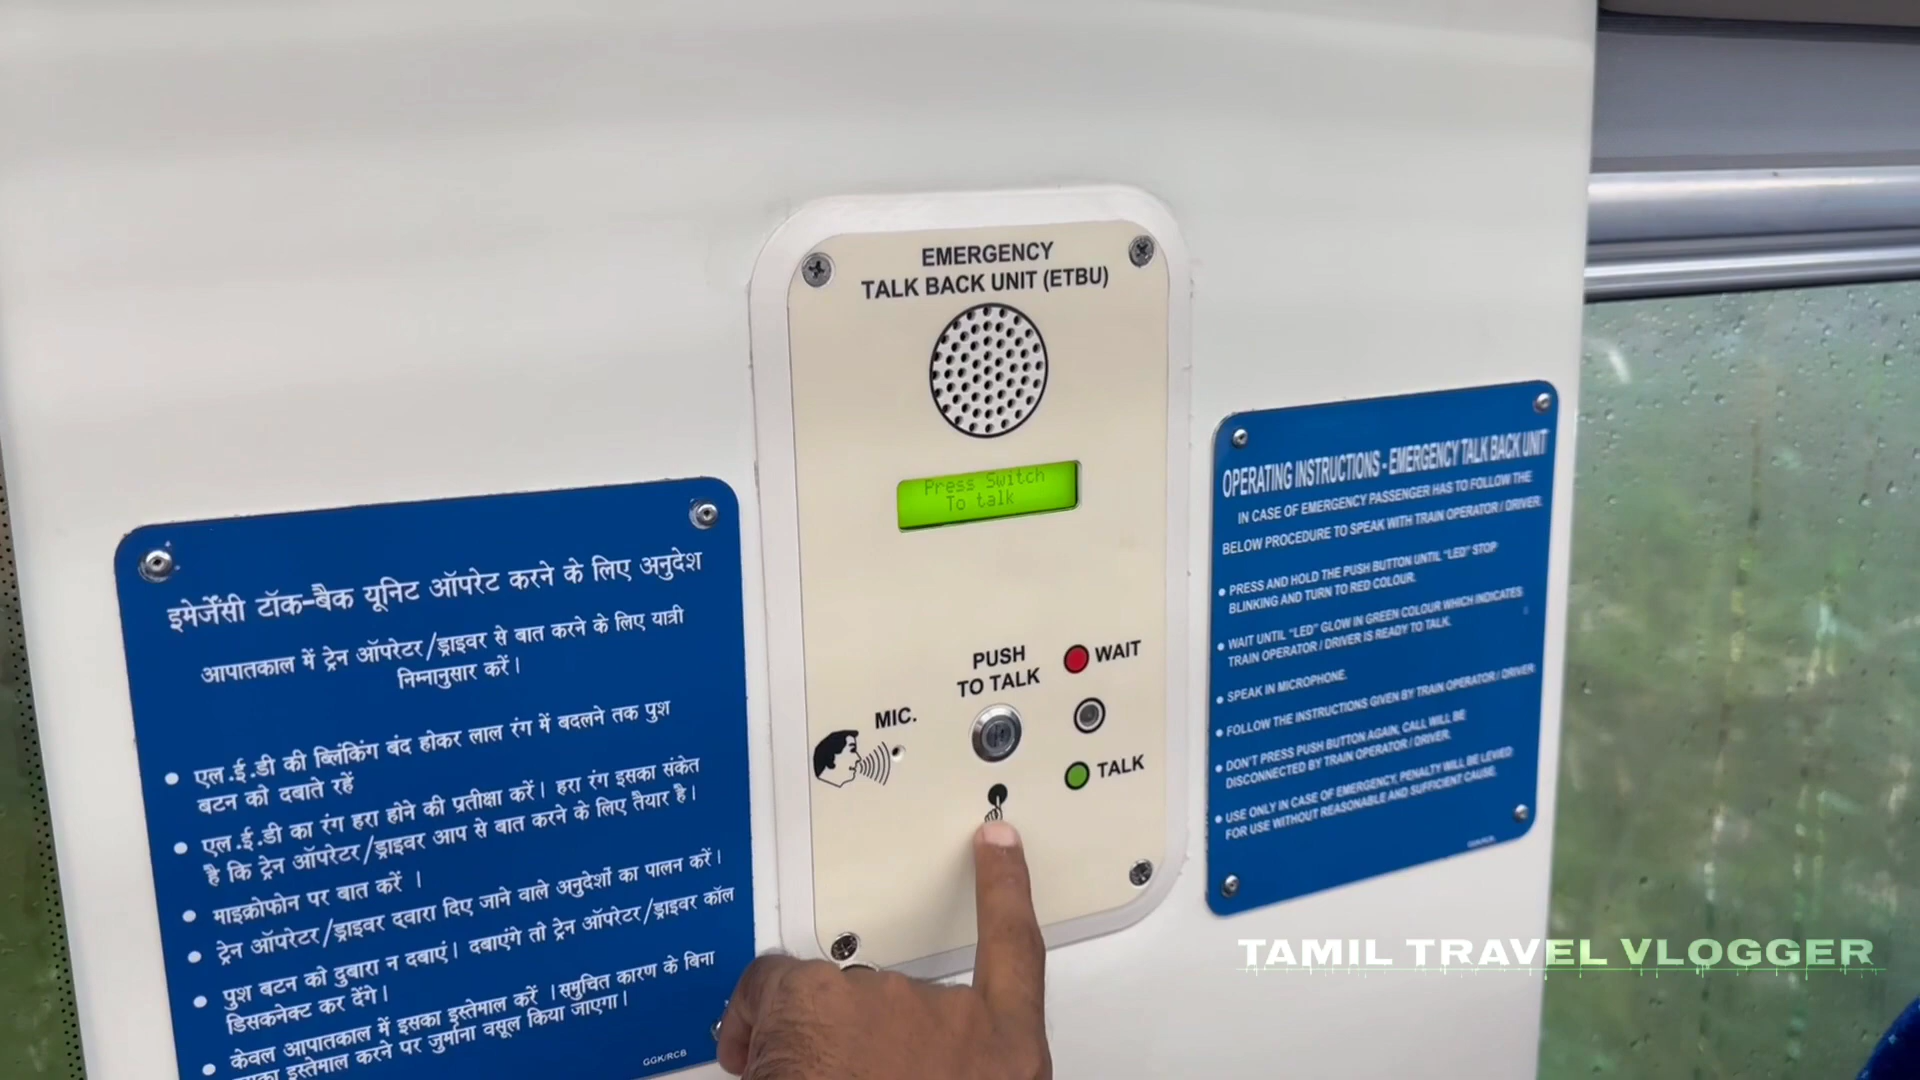 EMERGENCY
TALK BACK UNIT (ETBU)
Press Switch
To talk
PUSH
TO TALK
WAIT
MIC.
TALK
इमेर्जेंसी टॉक-बैक यूनिट ऑपरेट करने के लिए अनुदेश
आपातकाल में ट्रेन ऑपरेटर/ड्राइवर से बात करने के लिए यात्री
निम्नानुसार करें।
• एल.ई.डी की ब्लिंकिंग बंद होकर लाल रंग में बदलने तक पुश
बटन को दबाते रहें
• एल.ई.डी का रंग हरा होने की प्रतीक्षा करें। हरा रंग इसका संकेत
है कि ट्रेन ऑपरेटर/ड्राइवर आप से बात करने के लिए तैयार है।
• माइक्रोफोन पर बात करें ।
• ट्रेन ऑपरेटर/ड्राइवर द्वारा दिए जाने वाले अनुदेशों का पालन करें।
• पुश बटन को दुबारा न दबाएं। दबाएंगे तो ट्रेन ऑपरेटर/ड्राइवर कॉल
डिसकनेक्ट कर देंगे।
• केवल आपातकाल में इसका इस्तेमाल करें ।समुचित कारण के बिना
इस्तेमाल करने पर जुर्माना वसूल किया जाएगा।
GGK/RCB
OPERATING INSTRUCTIONS - EMERGENCY TALK BACK UNIT
IN CASE OF EMERGENCY PASSENGER HAS TO FOLLOW THE
BELOW PROCEDURE TO SPEAK WITH TRAIN OPERATOR / DRIVER.
• PRESS AND HOLD THE PUSH BUTTON UNTIL "LED" STOP
BLINKING AND TURN TO RED COLOUR.
• WAIT UNTIL "LED" GLOW IN GREEN COLOUR WHICH INDICATES
TRAIN OPERATOR / DRIVER IS READY TO TALK.
• SPEAK IN MICROPHONE.
• FOLLOW THE INSTRUCTIONS GIVEN BY TRAIN OPERATOR / DRIVER
• DON'T PRESS PUSH BUTTON AGAIN, CALL WILL BE
DISCONNECTED BY TRAIN OPERATOR / DRIVER.
• USE ONLY IN CASE OF EMERGENCY, PENALTY WILL BE LEVIED
FOR USE WITHOUT REASONABLE AND SUFFICIENT CAUSE.
TAMIL TRAVEL VLOGGER